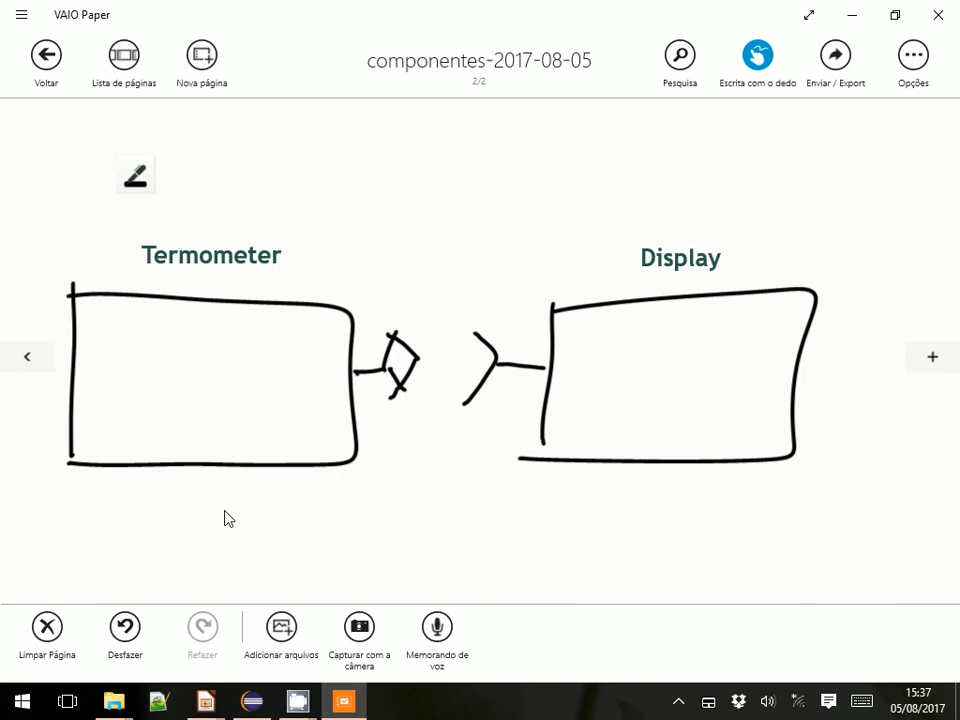 VAIO Paper
Voltar
Lista de páginas
Nova página
componentes-2017-08-05
2/2
Pesquisa
Escrita com o dedo
Enviar / Export
Opções
Termometer
Display
Limpar Página
Desfazer
Refazer
Adicionar arquivos
Capturar com a
câmera
Memorando de
voz
15:37
05/08/2017